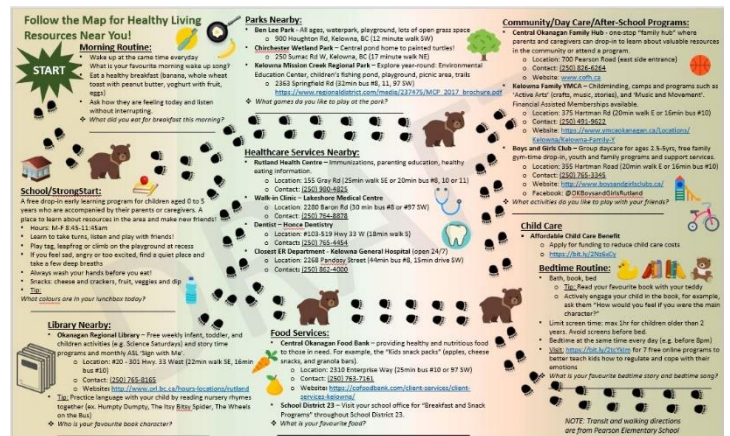 Follow the Map for Healthy Living
Resources Near You!
START
Morning Routine:
Wake up at the same time everyday
What is your favourite morning wake up song?
Eat a healthy breakfast (banana, whole wheat
toast with peanut butter, yoghurt with fruit,
eggs)
Ask how they are feeling today and listen
without interrupting.
What did you eat for breakfast this morning?
School/StrongStart:
A free drop-in early learning program for children aged 0 to 5
years who are accompanied by their parents or caregivers. A
place to learn about resources in the area and make new friends!
Hours: M-F 8:45-11:45am
Learn to take turns, listen and play with friends!
Play tag, leapfrog or climb on the playground at recess
If you feel sad, angry or too excited, find a quiet place and
take a few deep breaths
Always wash your hands before you eat!
Snacks: cheese and crackers, fruit, veggies and dip
Tip:
What colours are in your lunchbox today?
Library Nearby:
Okanagan Regional Library – Free weekly infant, toddler, and
children activities (e.g. Science Saturdays) and story time
programs and monthly ASL 'Sign with Me'.
Location: #20 - 301 Hwy. 33 West (22min walk SE, 16min
bus #10)
Contact: (250) 765-8165
Website: http://www.orl.bc.ca/hours-locations/rutland
Tip: Practice language with your child by reading nursery rhymes
together (ex. Humpty Dumpty, The Itsy Bitsy Spider, The Wheels
on the Bus)
Who is your favourite book character?
Parks Nearby:
Ben Lee Park - All ages, waterpark, playground, lots of open grass space
900 Houghton Rd, Kelowna, BC (12 minute walk SW)
Chichester Wetland Park – Central pond home to painted turtles!
250 Sumac Rd W, Kelowna, BC (17 minute walk NE)
Kelowna Mission Creek Regional Park – Explore year-round: Environmental
Education Center, children's fishing pond, playground, picnic area, trails
2363 Springfield Rd (32min bus #8, 11, 97 SW)
https://www.regionaldistrict.com/media/237475/MCP_2017_brochure.pdf
What games do you like to play at the park?
Healthcare Services Nearby:
Rutland Health Centre – Immunizations, parenting education, healthy
eating information.
Location: 155 Gray Rd (25min walk SE or 20min bus #8, 10 or 11)
Contact: (250) 980-4825
Walk-in Clinic – Lakeshore Medical Centre
Location: 2280 Baron Rd (30 min bus #8 or #97 SW)
Contact: (250) 764-8878
Dentist – Honce Dentistry
Location: #103-519 Hwy 33 W (18 min walk S)
Contact: (250) 765-4454
Closest ER Department - Kelowna General Hospital (open 24/7)
Location: 2268 Pandosy Street (44min bus #8, 15min drive SW)
Contact: (250) 862-4000
Food Services:
Central Okanagan Food Bank – providing healthy and nutritious food
to those in need. For example, the "Kids snack packs" (apples, cheese
snacks, and granola bars).
Location: 2310 Enterprise Way (25min bus #10 or 97 SW)
Contact: (250) 763-7161
Website: https://cofoodbank.com/client-services/client-
services-kelowna/
School District 23 – Visit your school office for "Breakfast and Snack
Programs" throughout School District 23.
What is your favourite food?
Community/Day Care/After-School Programs:
Central Okanagan Family Hub - one-stop "family hub" where
parents and caregivers can drop-in to learn about valuable resources
in the community or attend a program.
Location: 700 Pearson Road (east side entrance)
Contact: (250) 826-6264
Website: www.cofh.ca
Kelowna Family YMCA – Childminding, camps and programs such as
'Active Arts' (crafts, music, stories), and 'Music and Movement'.
Financial Assisted Memberships available.
Location: 375 Hartman Road (20min walk E or 16min bus #10)
Contact: (250) 491-9622
Website: https://www.ymcaokanagan.ca/Locations/
Kelowna/Kelowna-Family-Y
Boys and Girls Club – Group daycare for ages 2.5-5yrs, free family
gym-time drop-in, youth and family programs and support services.
Location: 355 Hartman Road (20min walk E or 16min bus #10)
Contact: (250) 765-3345
Website: http://www.boysandgirlsclubs.ca/
Facebook: @OKBoysandGirlsRutland
What activities do you like to play with your friends?
Child Care
Affordable Child Care Benefit
Apply for funding to reduce child care costs
Bedtime Routine:
Bath, book, bed
Tip: Read your favourite book with your teddy
Actively engage your child in the book, for example,
ask them "How would you feel if you were the main
character?"
Limit screen time: max 1hr for children older than 2
years. Avoid screens before bed.
Bedtime at the same time every day (e.g. before 8pm)
for 7 free online programs to
better teach kids how to regulate and cope with their
emotions
What is your favourite bedtime story and bedtime song?
NOTE: Transit and walking directions
are from Pearson Elementary School
DRAFT